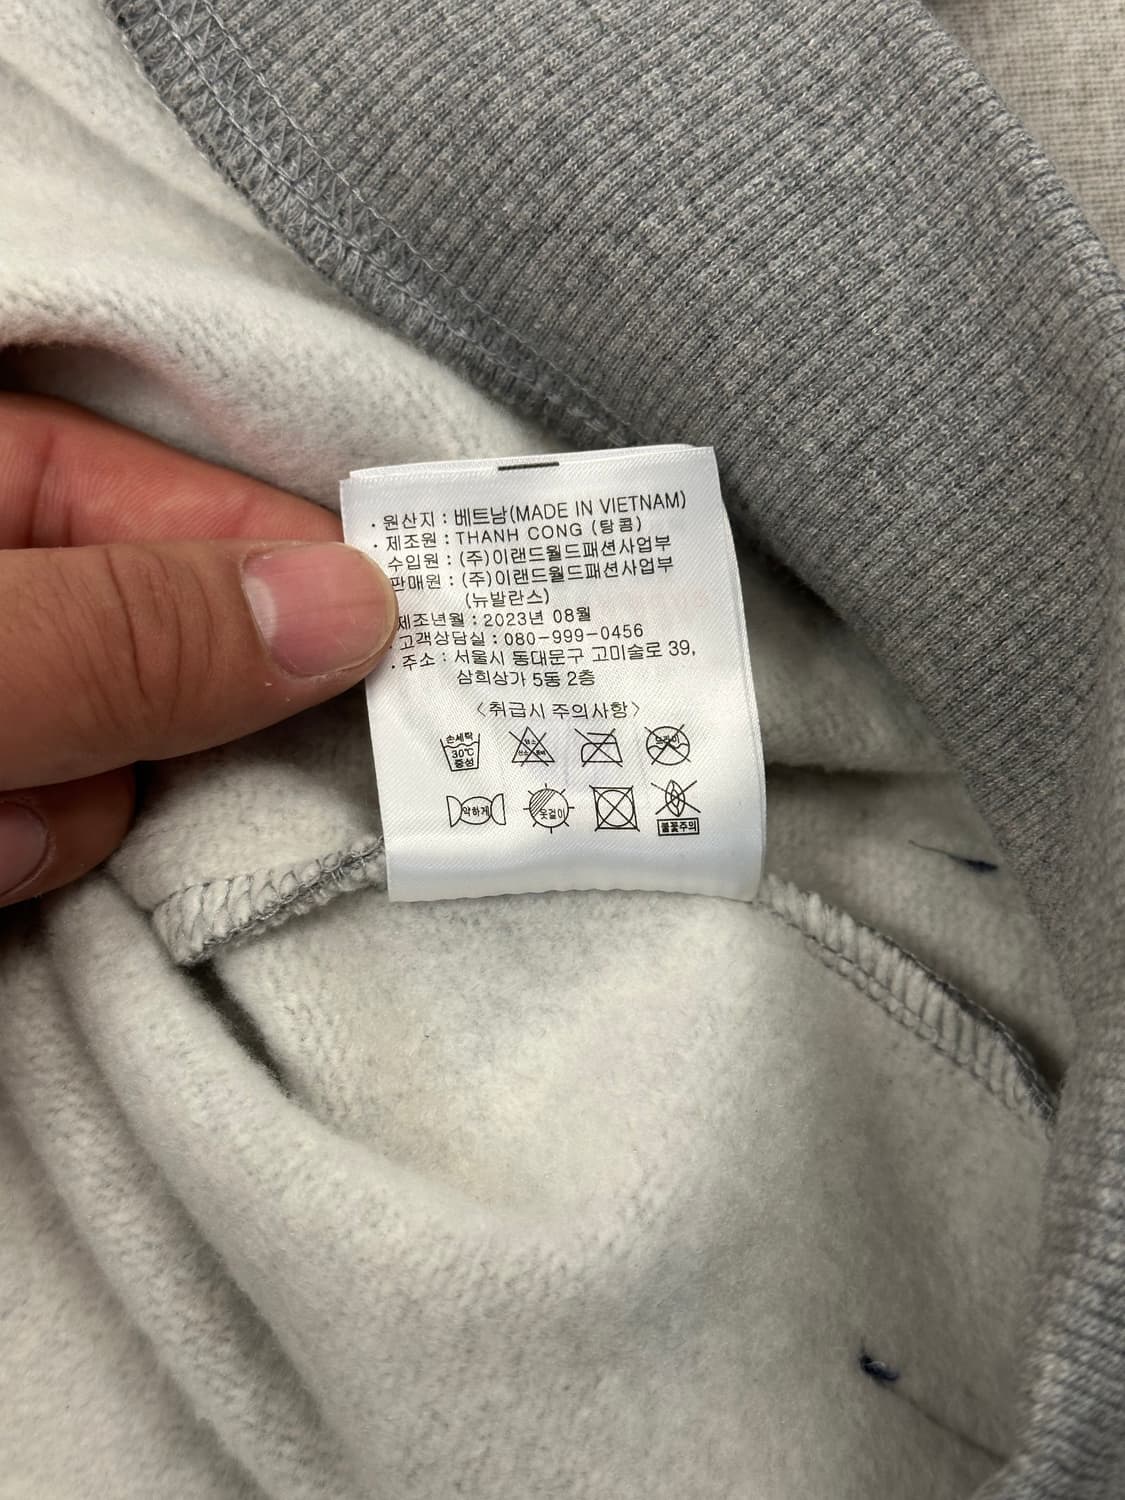 · 원산지 : 베트남(MADE IN VIETNAM)
· 제조원 : THANH CONG (탕콩)
수입원 : (주)이랜드월드패션사업부
판매원 : (주)이랜드월드패션사업부
(뉴발란스)
제조년월 : 2023년 08월
· 고객상담실 : 080-999-0456
· 주소 : 서울시 동대문구 고미술로 39,
삼희상가 5동 2층
<취급시 주의사항>
손세탁
30℃
중성
드라이
약하게
옷걸이
불꽃주의